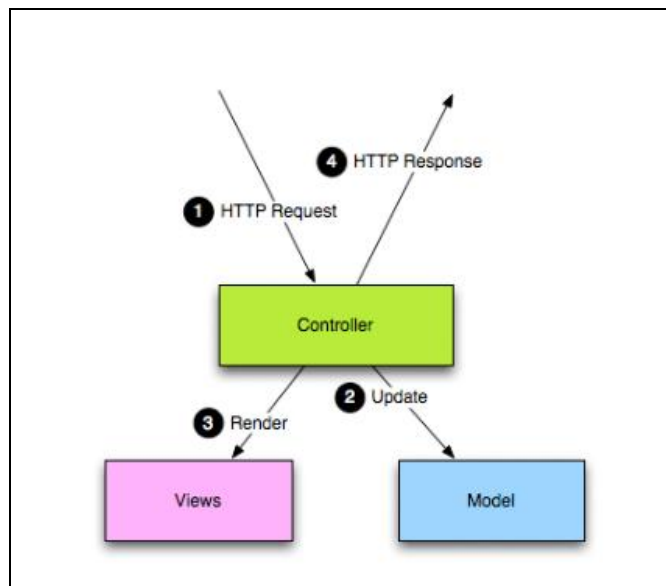 4 HTTP Response
1 HTTP Request
Controller
2 Update
3 Render
Views
Model